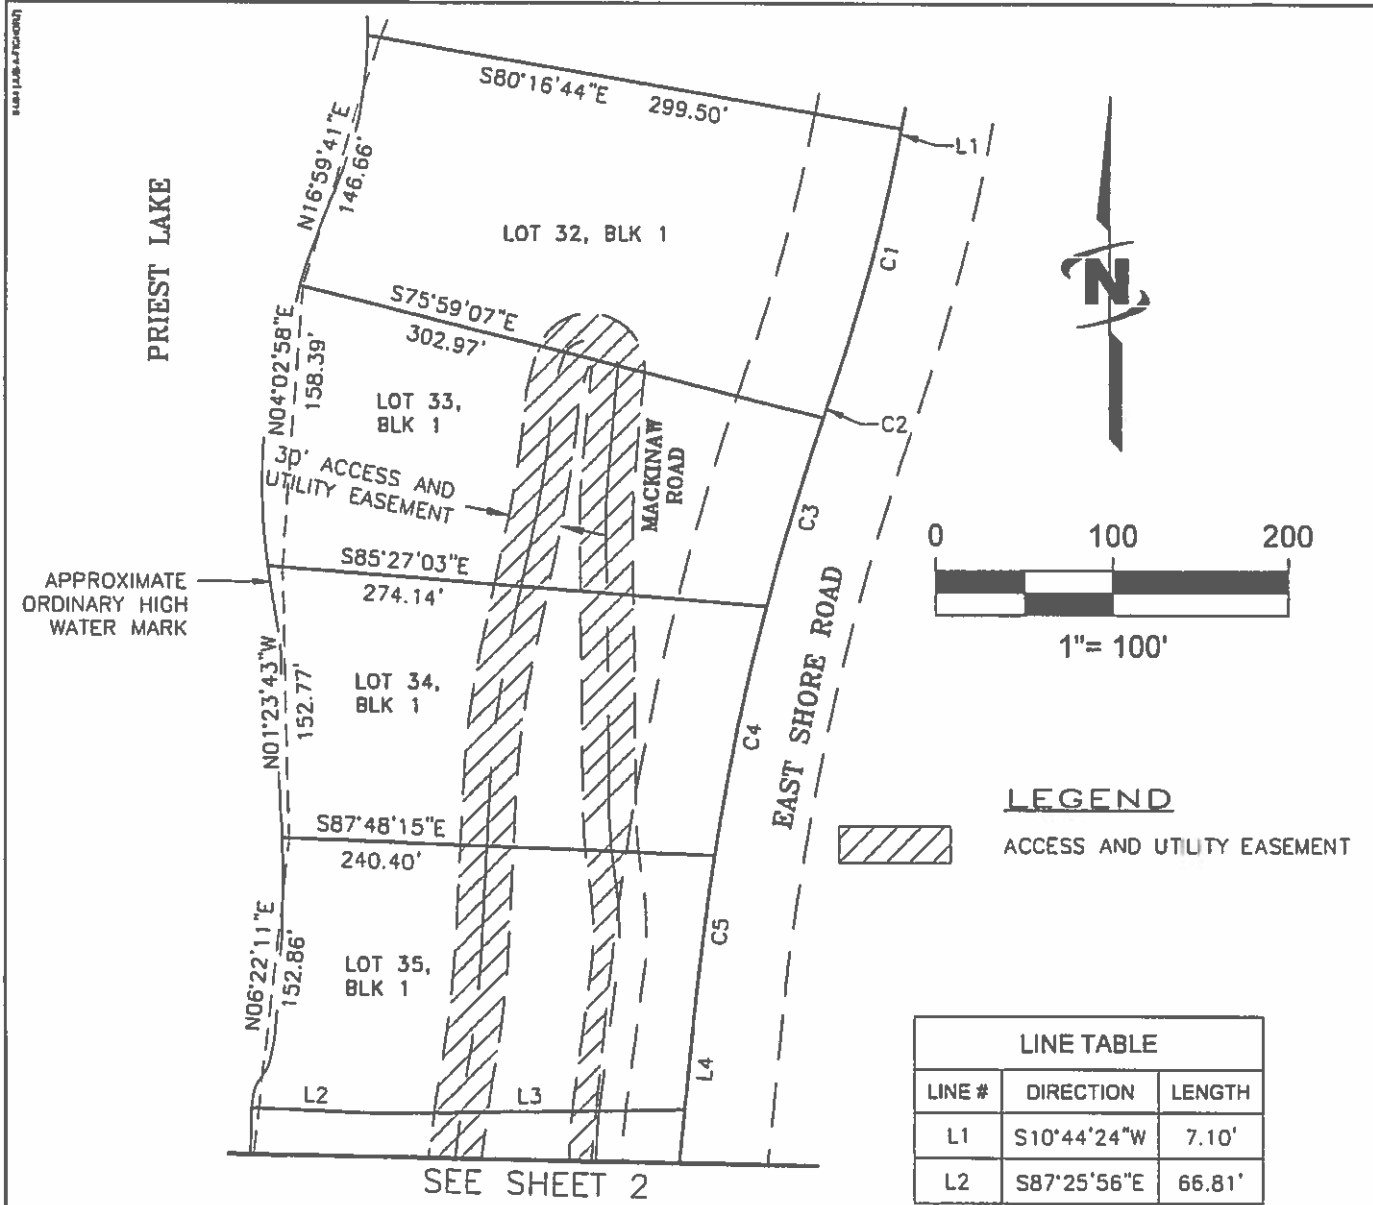 S80°16'44"E 299.50'
L1
N16°59'41"E
146.66'
PRIEST LAKE
LOT 32, BLK 1
C1
N
S75°59'07"E
302.97'
N04°02'58"E
158.39'
LOT 33,
BLK 1
C2
MACKINAW
ROAD
30' ACCESS AND
UTILITY EASEMENT
C3
0 100 200
1"= 100'
S85°27'03"E
274.14'
APPROXIMATE
ORDINARY HIGH
WATER MARK
N01°23'43"W
152.77'
LOT 34,
BLK 1
C4
EAST SHORE ROAD
LEGEND
ACCESS AND UTILITY EASEMENT
S87°48'15"E
240.40'
N06°22'11"E
152.86'
LOT 35,
BLK 1
C5
L4
L2
L3
SEE SHEET 2
LINE TABLE
LINE # DIRECTION LENGTH
L1 S10°44'24"W 7.10'
L2 S87°25'56"E 66.81'